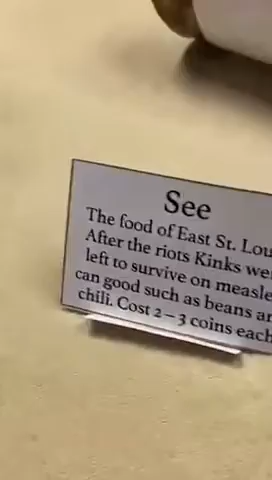 See
The food of East St. Lou
After the riots Kinks we
left to survive on measle
can good such as beans an
chili. Cost 2-3 coins each